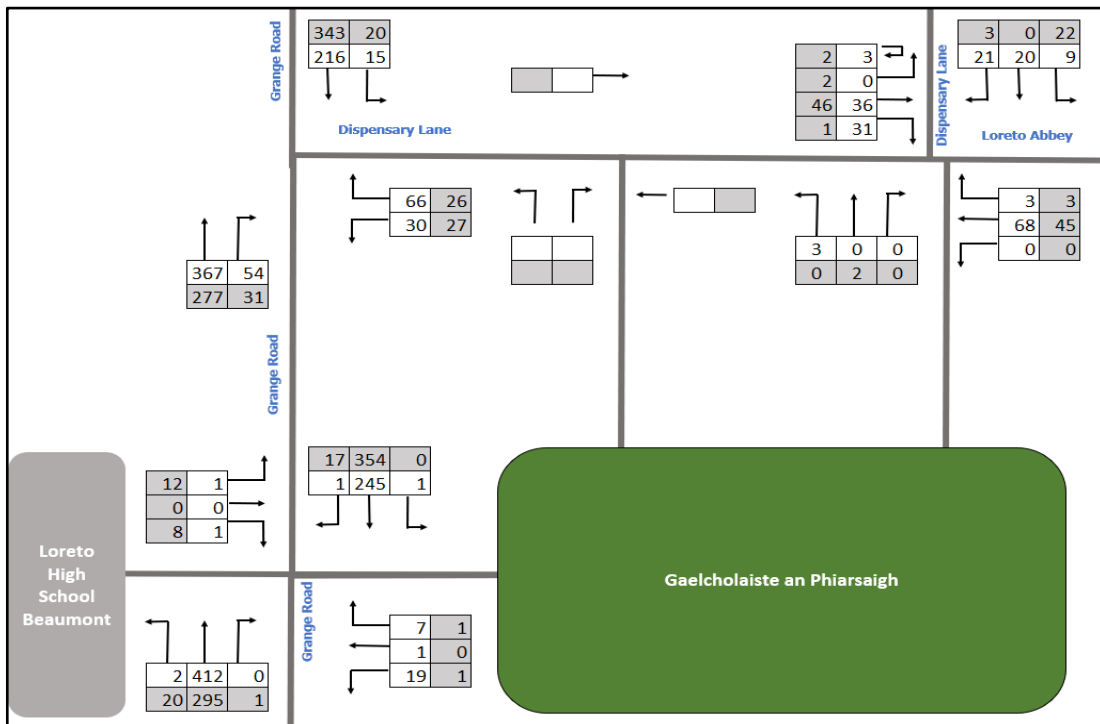 Grange Road
343 20
216 15
2 3
2 0
46 36
1 31
Dispensary Lane
3 0 22
21 20 9
Dispensary Lane
Loreto Abbey
66 26
30 27
3 0 0
0 2 0
3 3
68 45
0 0
367 54
277 31
Grange Road
12 1
0 0
8 1
17 354 0
1 245 1
Loreto
High
School
Beaumont
Gaelcholaiste an Phiarsaigh
2 412 0
20 295 1
Grange Road
7 1
1 0
19 1